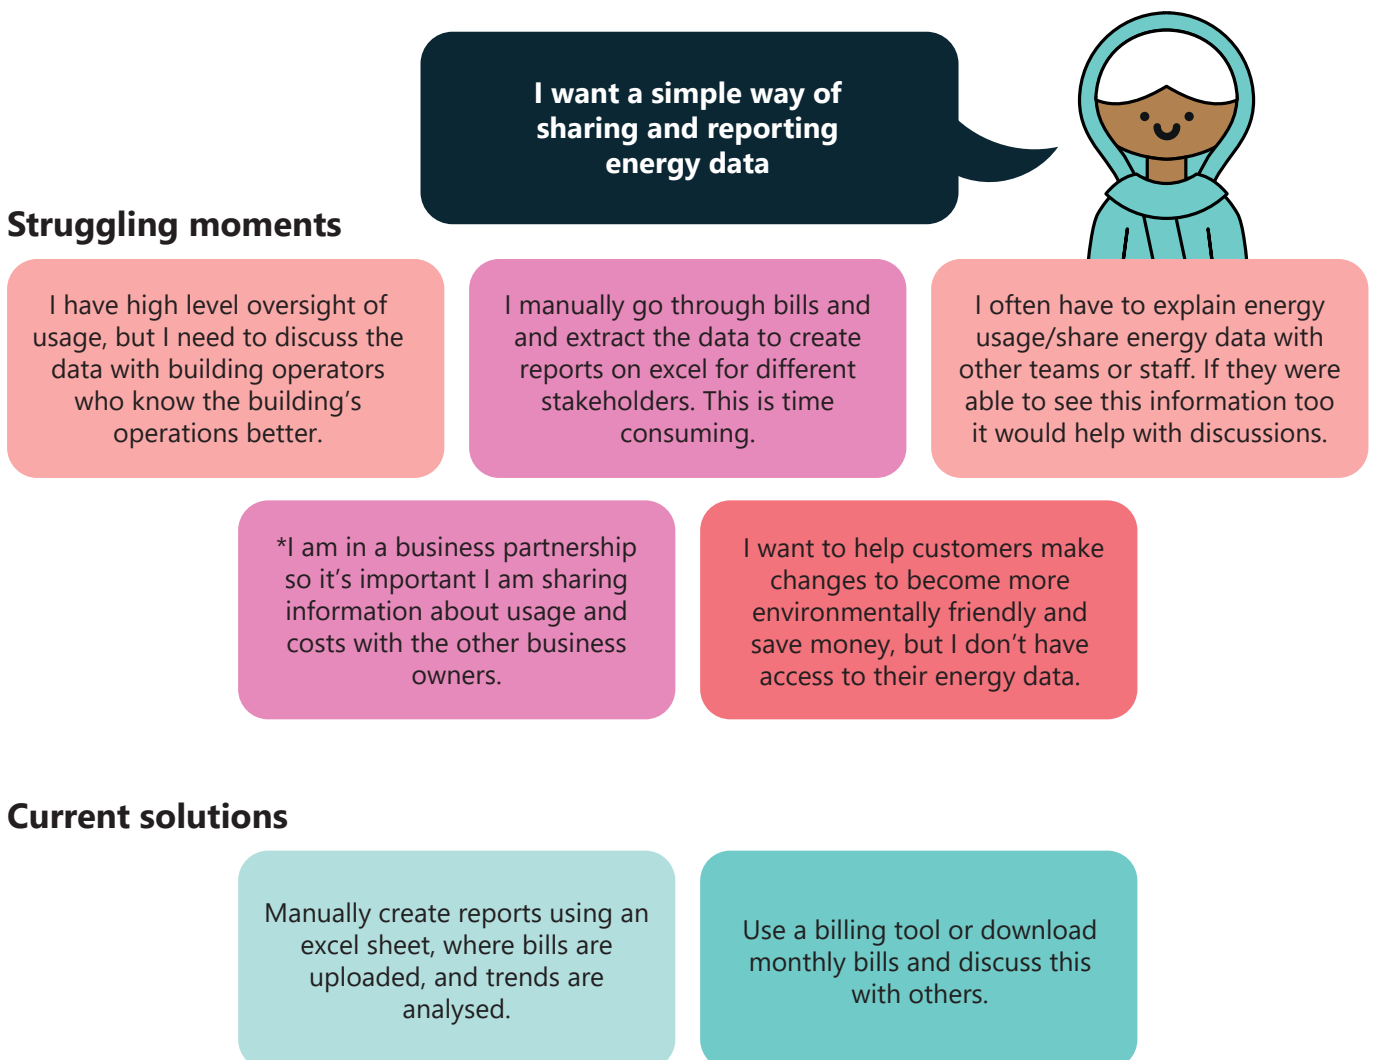 I want a simple way of
sharing and reporting
energy data
Struggling moments
I have high level oversight of
usage, but I need to discuss the
data with building operators
who know the building’s
operations better.
I manually go through bills and
and extract the data to create
reports on excel for different
stakeholders. This is time
consuming.
I often have to explain energy
usage/share energy data with
other teams or staff. If they were
able to see this information too
it would help with discussions.
*I am in a business partnership
so it’s important I am sharing
information about usage and
costs with the other business
owners.
I want to help customers make
changes to become more
environmentally friendly and
save money, but I don’t have
access to their energy data.
Current solutions
Manually create reports using an
excel sheet, where bills are
uploaded, and trends are
analysed.
Use a billing tool or download
monthly bills and discuss this
with others.